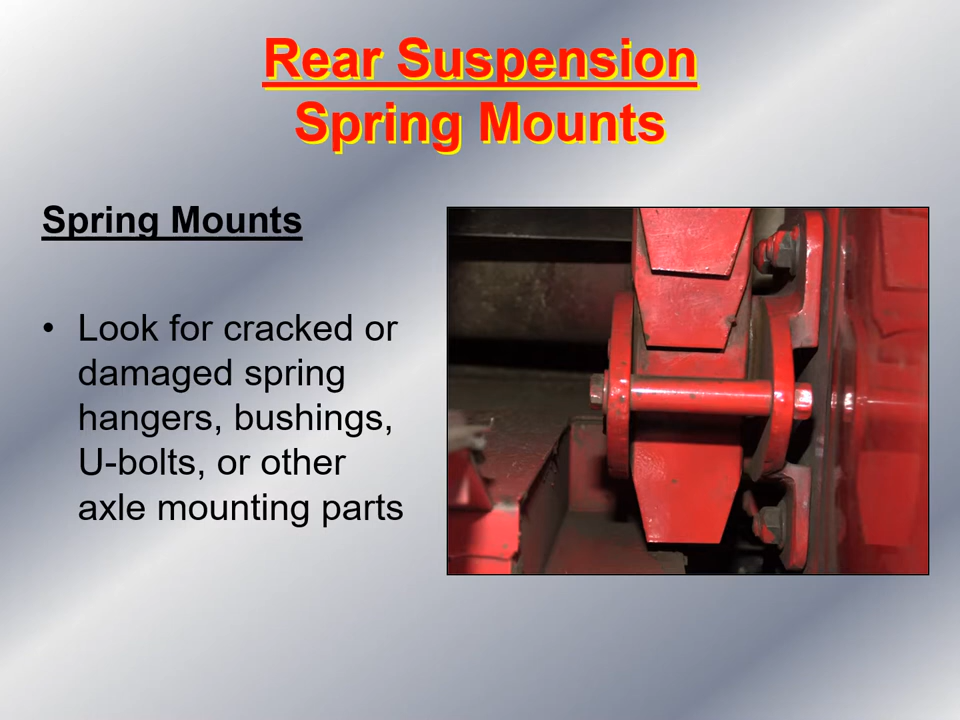 Rear Suspension
Spring Mounts
Spring Mounts
• Look for cracked or
damaged spring
hangers, bushings,
U-bolts, or other
axle mounting parts